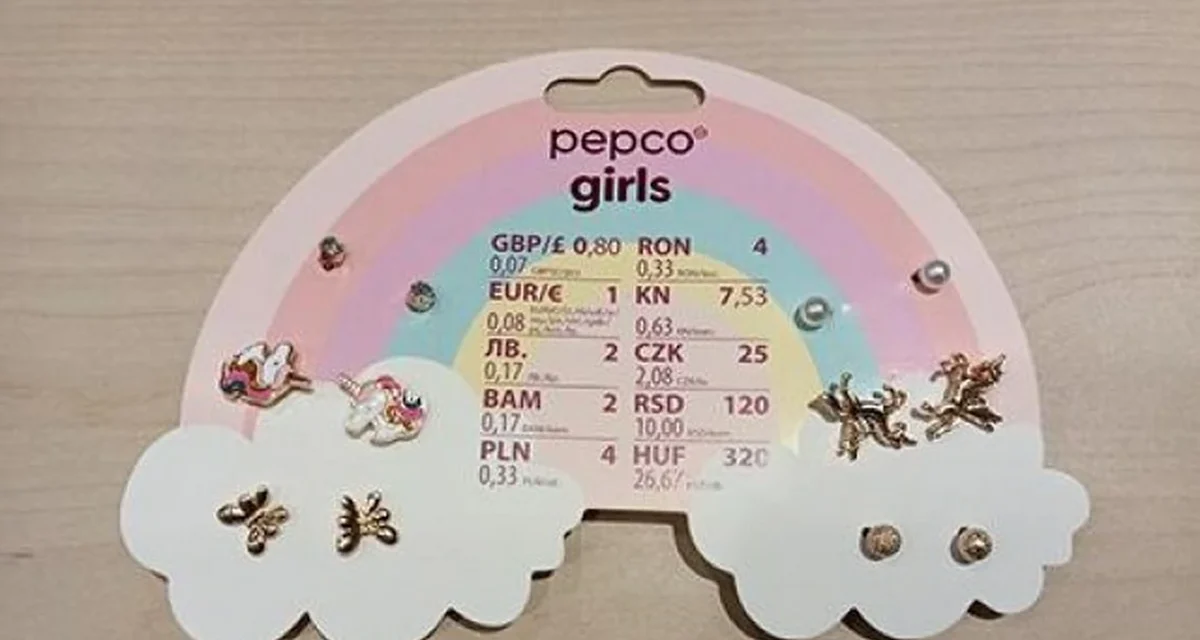 pepco®
girls
GBP/£ 0,80 RON 4
0,07 0,33
EUR/€ 1 KN 7,53
0,08 0,63
ЛВ. 2 CZK 25
0,17 2,08
BAM 2 RSD 120
0,17 10,00
PLN 4 HUF 320
0,33 26,67